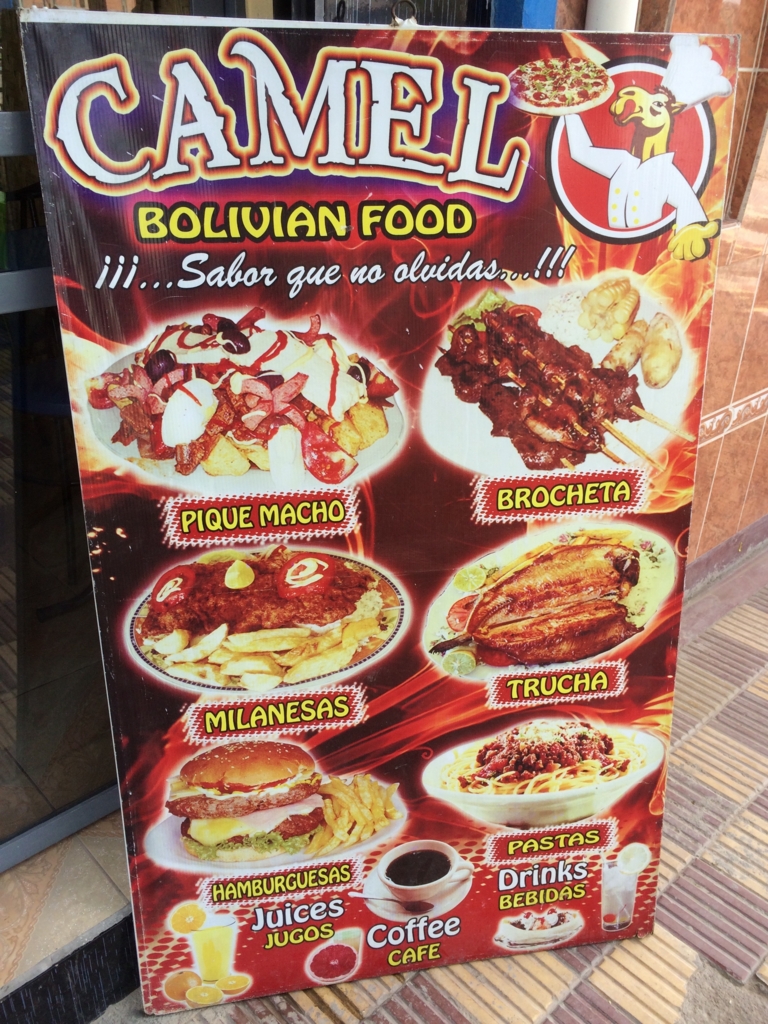 CAMEL
BOLIVIAN FOOD
¡¡¡...Sabor que no olvidas...!!!
PIQUE MACHO
BROCHETA
MILANESAS
TRUCHA
HAMBURGUESAS
PASTAS
Juices
JUGOS
Coffee
CAFE
Drinks
BEBIDAS